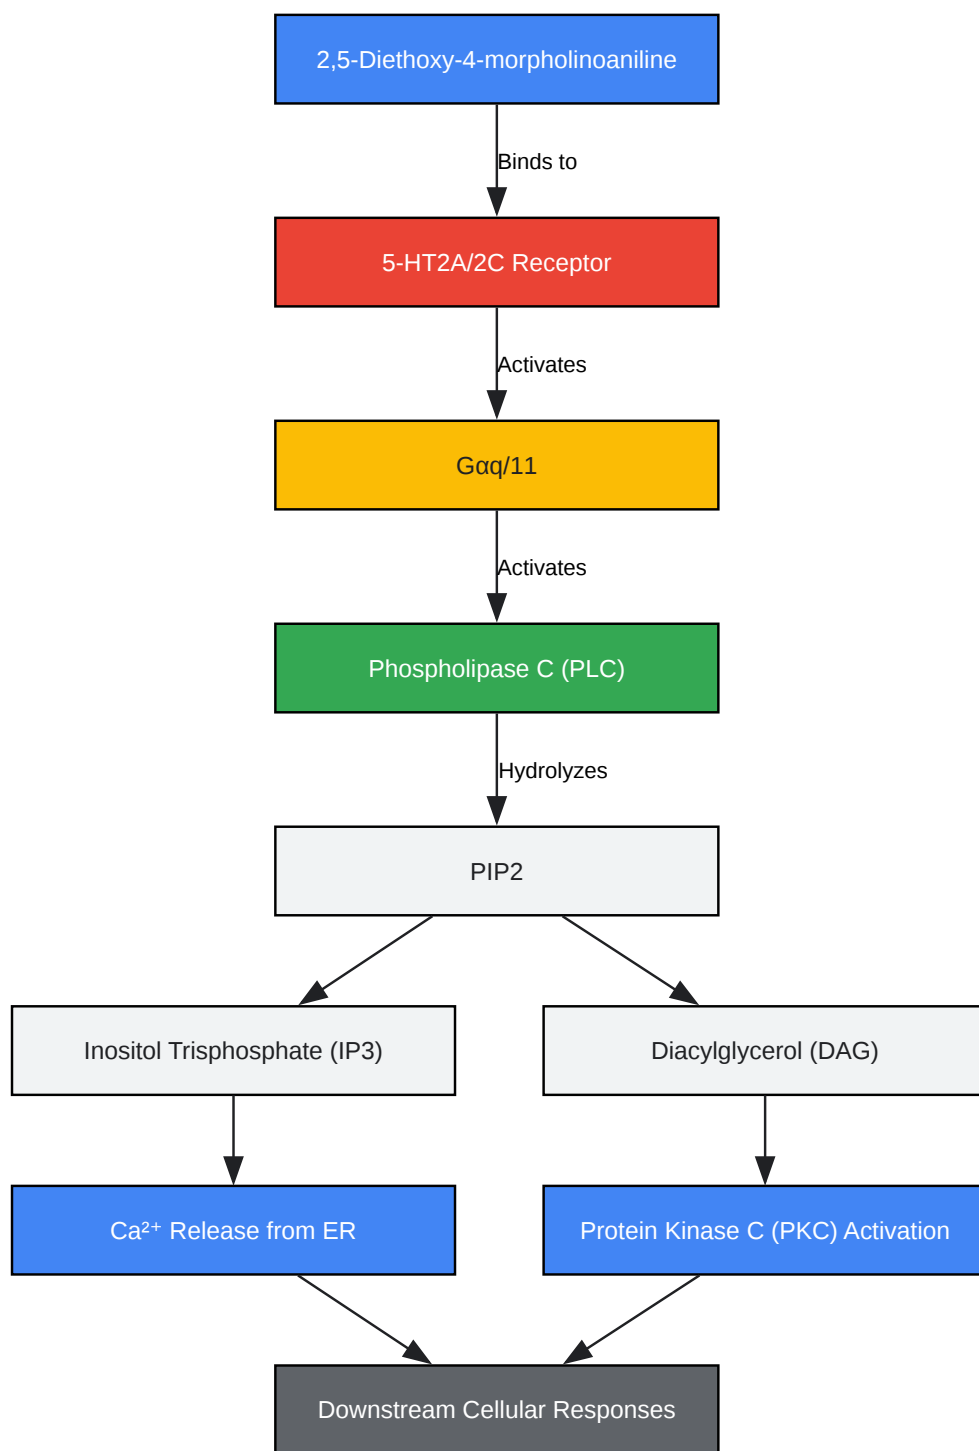 2,5-Diethoxy-4-morpholinoaniline
Binds to
5-HT2A/2C Receptor
Activates
Gαq/11
Activates
Phospholipase C (PLC)
Hydrolyzes
PIP2
Inositol Trisphosphate (IP3)
Diacylglycerol (DAG)
Ca²⁺ Release from ER
Protein Kinase C (PKC) Activation
Downstream Cellular Responses